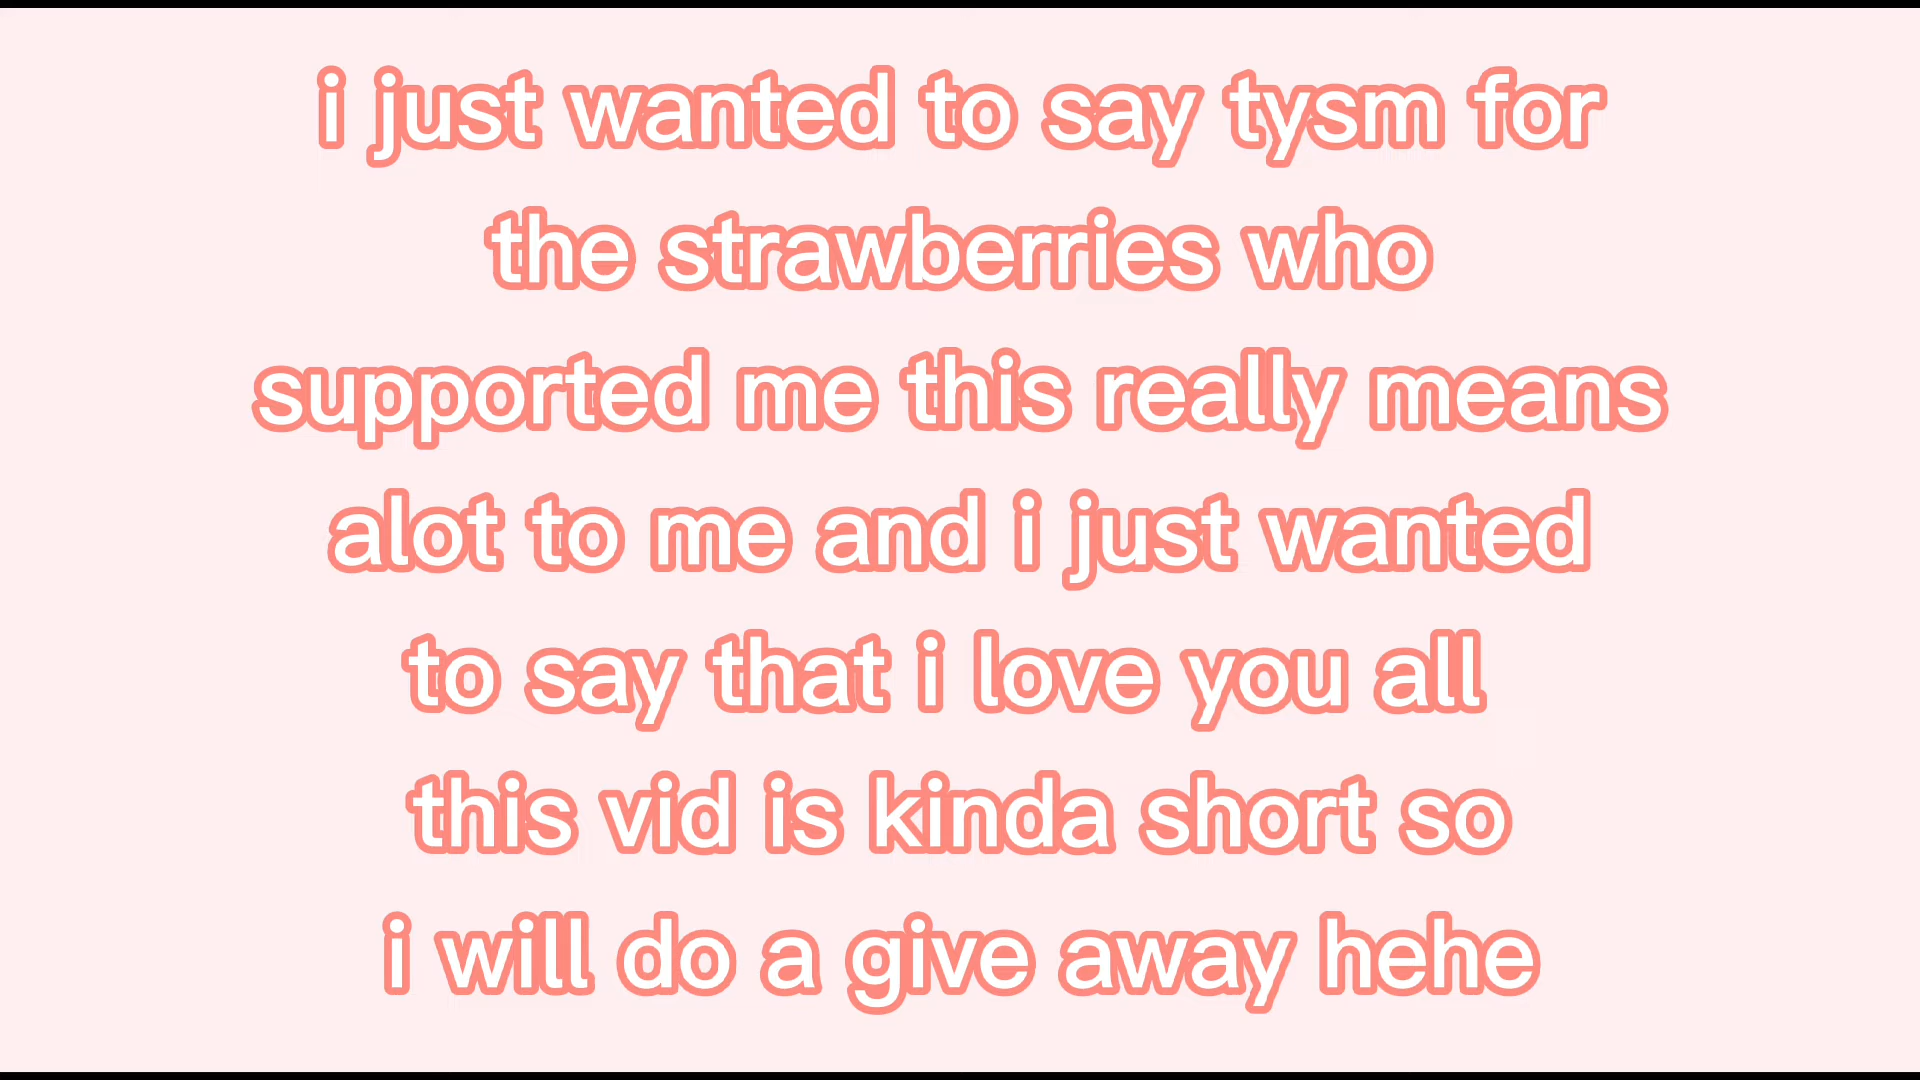 i just wanted to say tysm for
the strawberries who
supported me this really means
alot to me and i just wanted
to say that i love you all
this vid is kinda short so
i will do a give away hehe